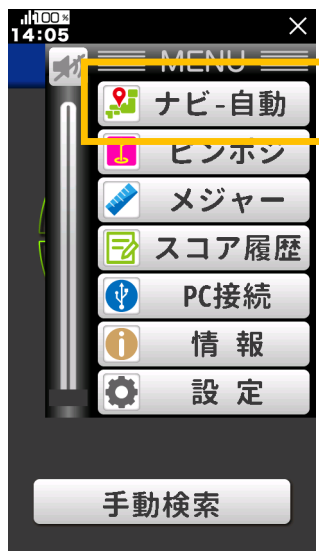 100%
14:05
MENU
ナビ-自動
ピンポジ
メジャー
スコア履歴
PC接続
情 報
設 定
手動検索